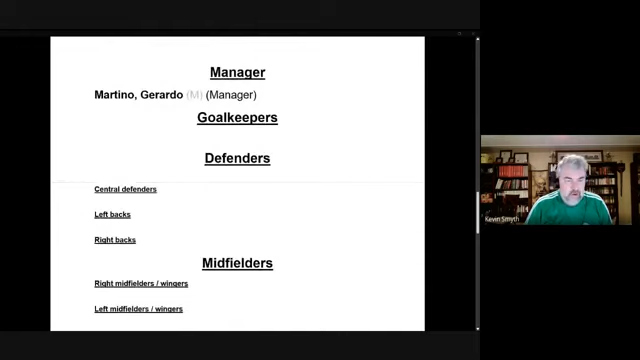 Manager
Martino, Gerardo (M) (Manager)
Goalkeepers
Defenders
Central defenders
Left backs
Right backs
Midfielders
Right midfielders / wingers
Left midfielders / wingers
Kevin Smyth